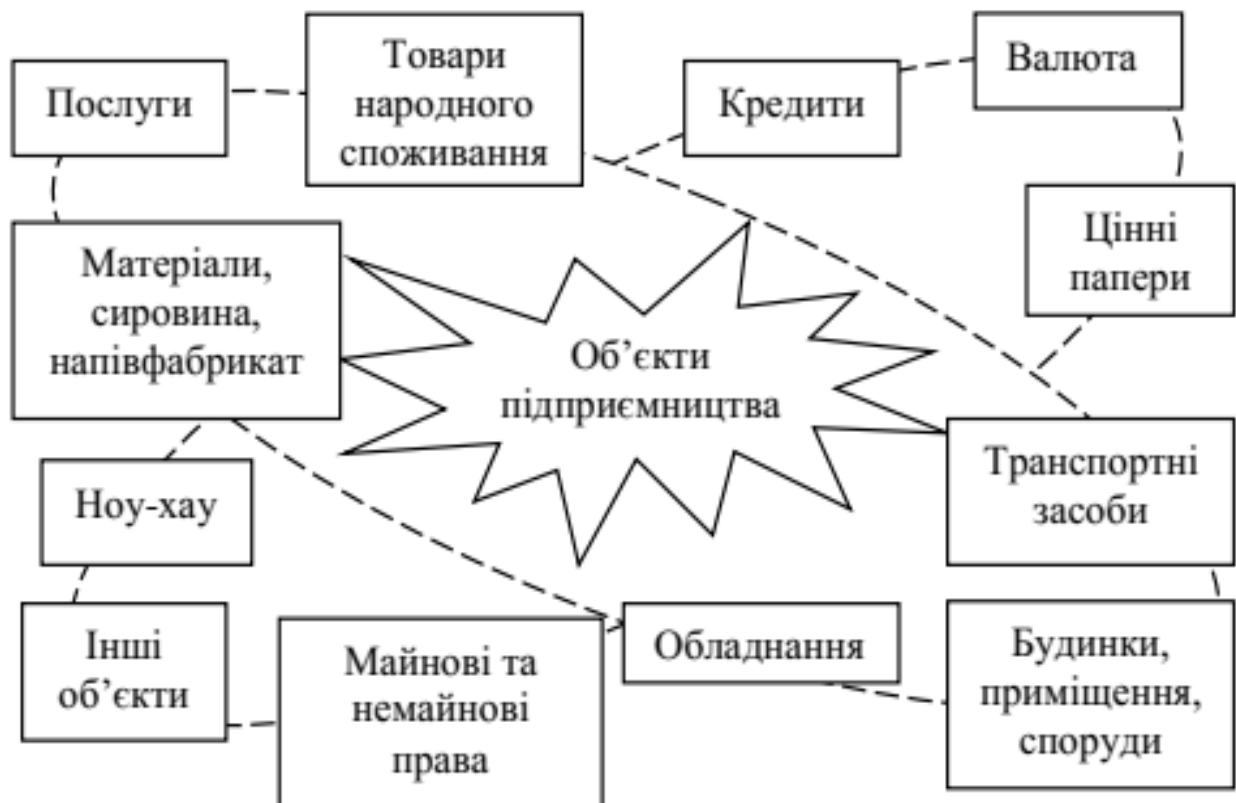 Послуги
Товари
народного
споживання
Кредити
Валюта
Матеріали,
сировина,
напівфабрикат
Цінні
папери
Об’єкти
підприємництва
Ноу-хау
Транспортні
засоби
Інші
об’єкти
Майнові та
немайнові
права
Обладнання
Будинки,
приміщення,
споруди